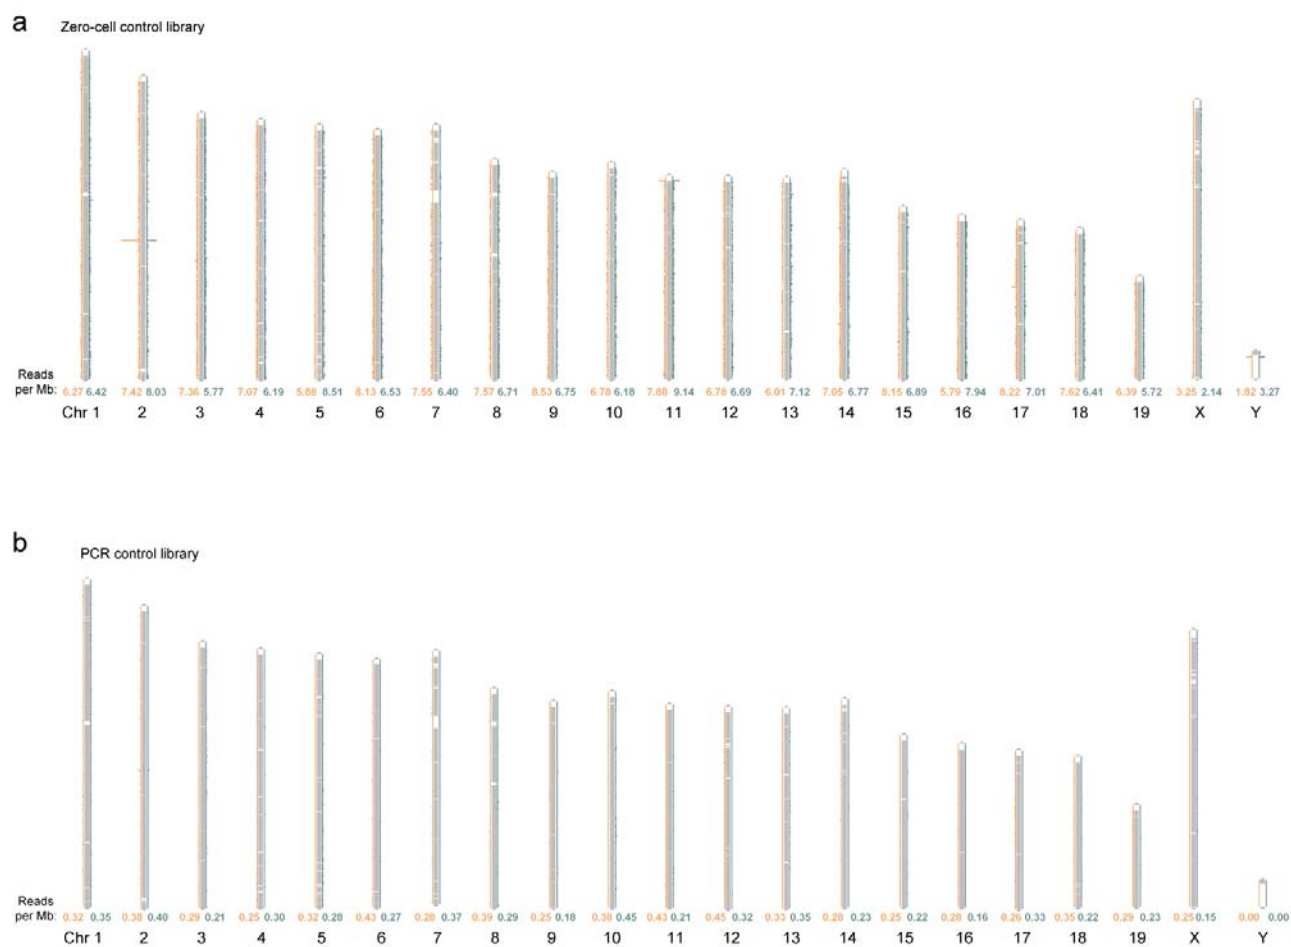 a
Zero-cell control library
Reads
per Mb:
6.27 6.42 7.42 8.03 7.36 5.77 7.07 6.19 5.88 8.51 8.13 6.53 7.55 6.40 7.57 6.71 8.53 6.75 6.78 6.18 7.88 9.14 6.78 6.69 6.01 7.12 7.05 6.77 8.15 6.89 5.79 7.94 8.22 7.01 7.62 6.41 6.39 5.72 3.25 2.14 1.82 3.27
Chr 1 2 3 4 5 6 7 8 9 10 11 12 13 14 15 16 17 18 19 X Y
b
PCR control library
Reads
per Mb:
0.32 0.35 0.38 0.40 0.29 0.21 0.25 0.30 0.32 0.28 0.43 0.27 0.28 0.37 0.39 0.29 0.25 0.18 0.38 0.45 0.43 0.21 0.45 0.32 0.33 0.35 0.28 0.23 0.25 0.22 0.28 0.16 0.26 0.33 0.35 0.22 0.29 0.23 0.25 0.15 0.00 0.00
Chr 1 2 3 4 5 6 7 8 9 10 11 12 13 14 15 16 17 18 19 X Y